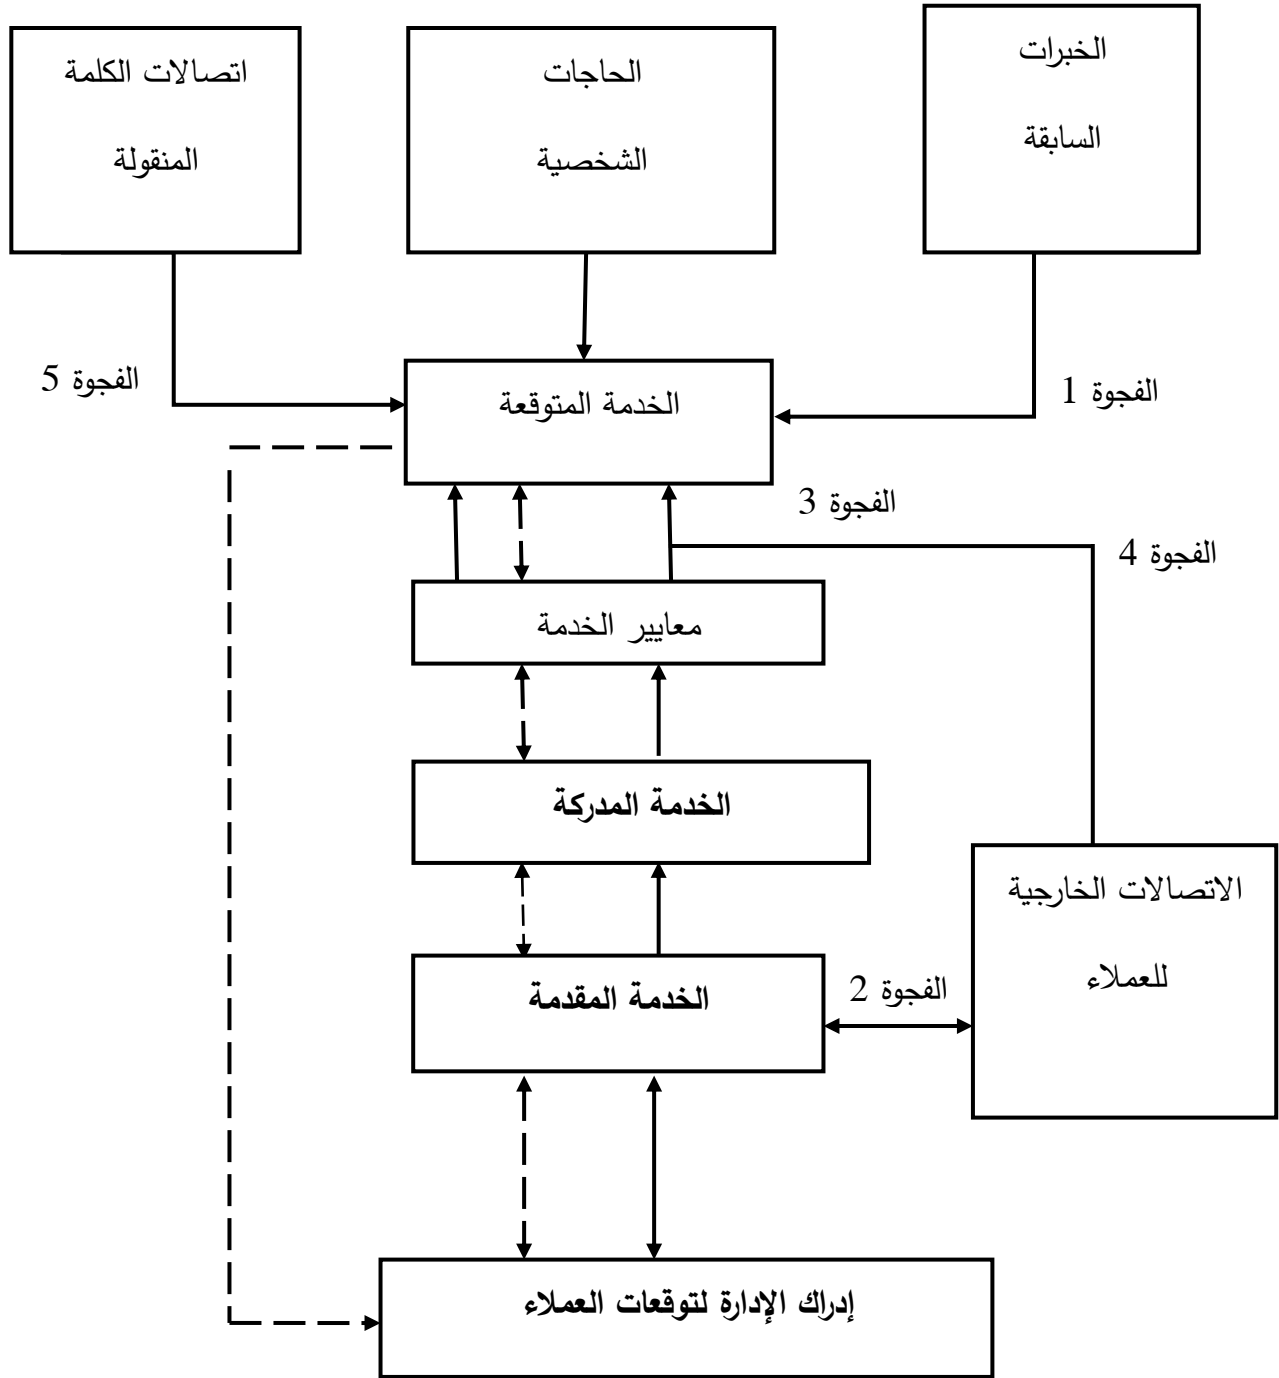 الخبرات
السابقة
الحاجات
الشخصية
اتصالات الكلمة
المنقولة
الفجوة 1
الفجوة 5
الخدمة المتوقعة
الفجوة 3
الفجوة 4
معايير الخدمة
الخدمة المدركة
الاتصالات الخارجية
للعملاء
الفجوة 2
الخدمة المقدمة
إدراك الإدارة لتوقعات العملاء